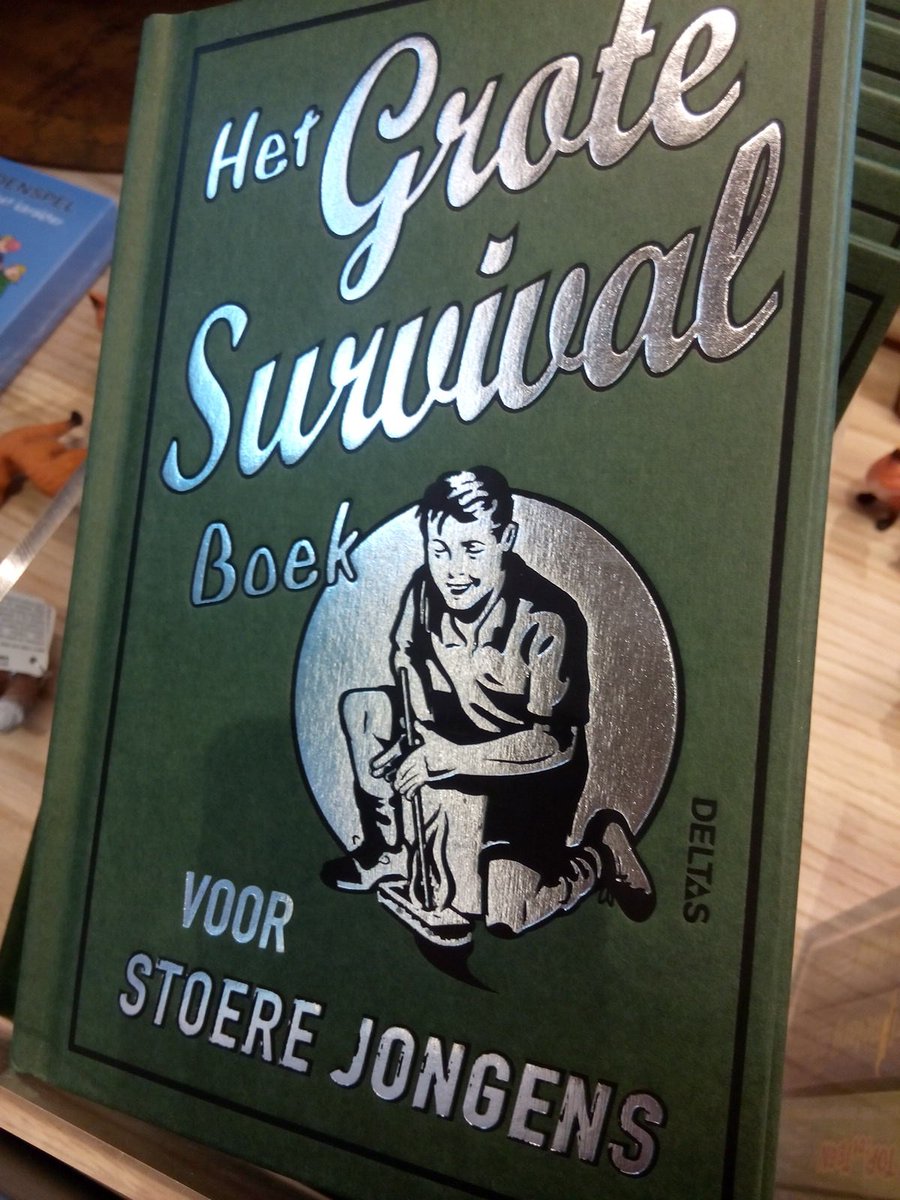 Het Grote
Survival
Boek
DELTAS
VOOR
STOERE JONGENS